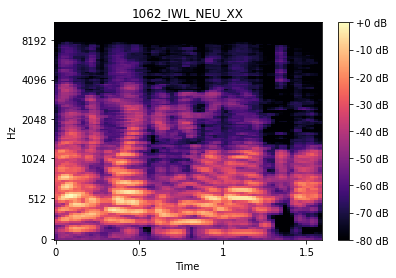 1062_IWL_NEU_XX
+0 dB
8192
-10 dB
4096
-20 dB
-30 dB
2048
Hz
-40 dB
1024
-50 dB
512
-60 dB
-70 dB
0
-80 dB
0
0.5
1
1.5
Time